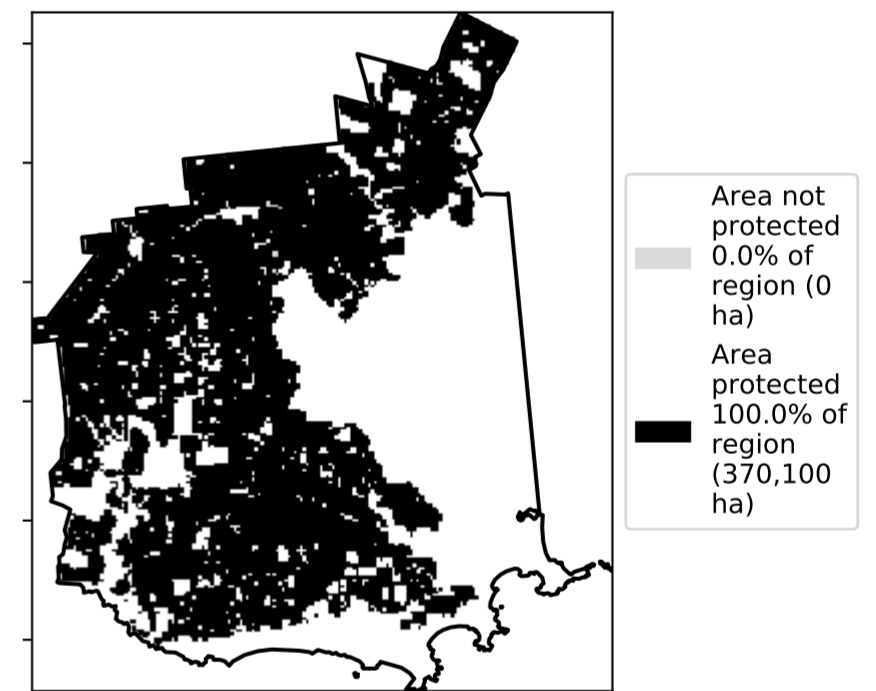 Area not
protected
0.0% of
region (0
ha)
Area
protected
100.0% of
region
(370,100
ha)